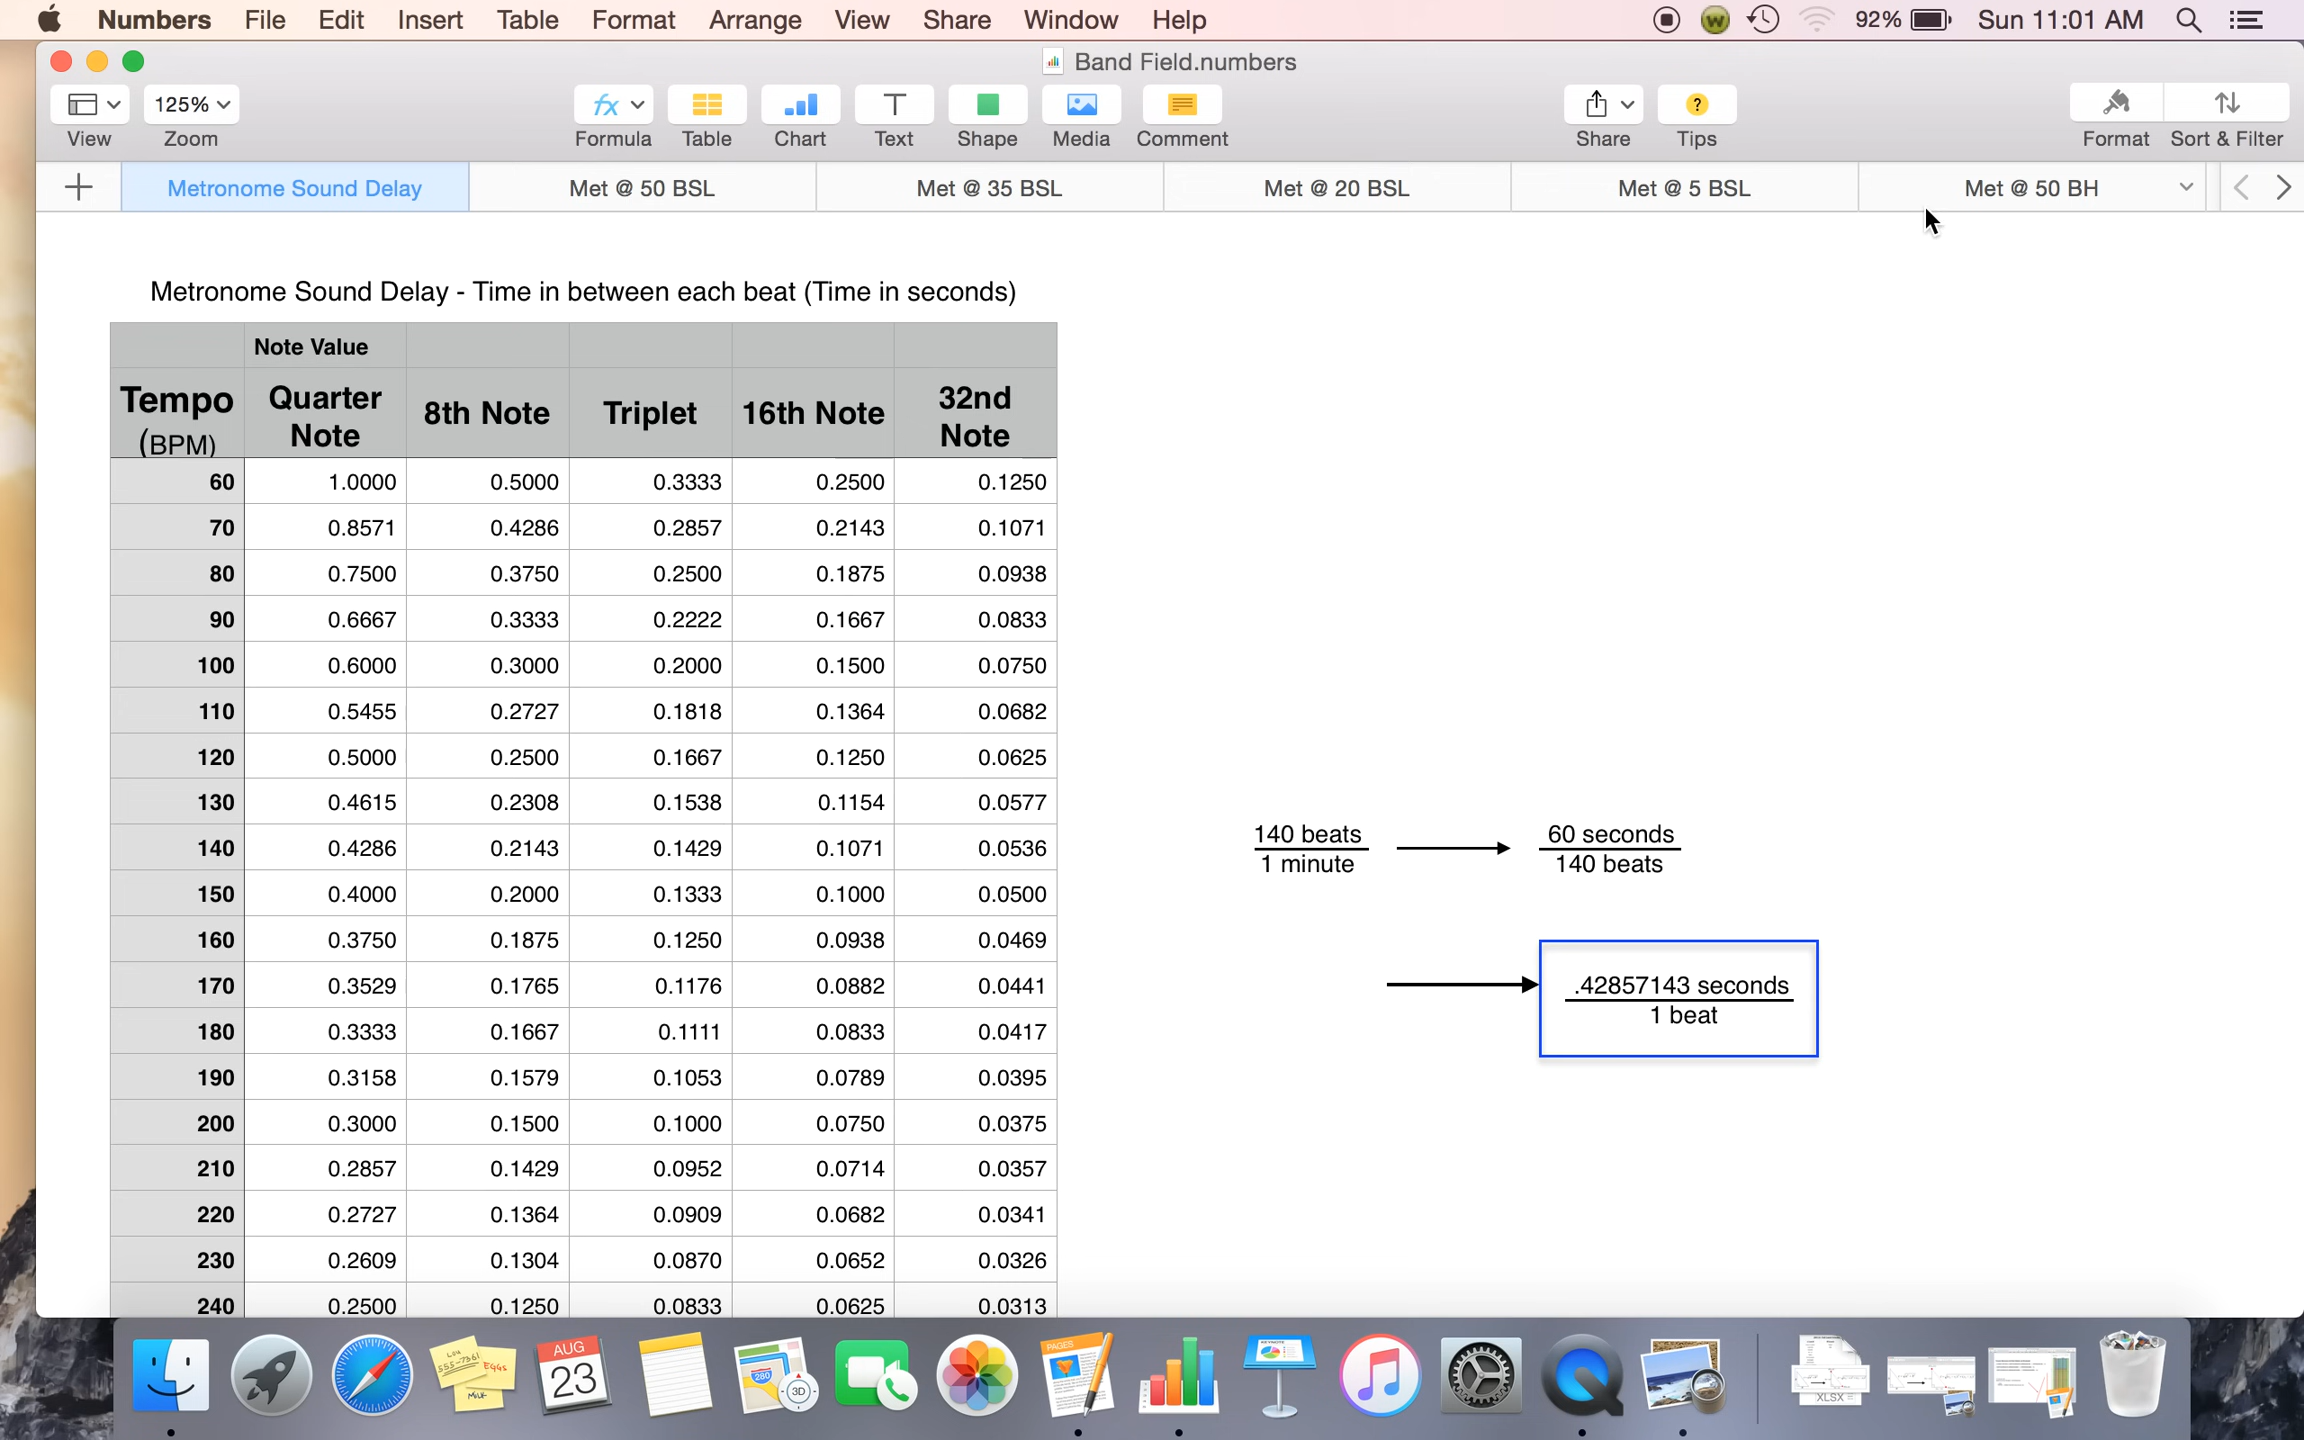 Numbers File Edit Insert Table Format Arrange View Share Window Help 92% Sun 11:01 AM
Band Field.numbers
125%
View Zoom Formula Table Chart Text Shape Media Comment Share Tips Format Sort & Filter
Metronome Sound Delay Met @ 50 BSL Met @ 35 BSL Met @ 20 BSL Met @ 5 BSL Met @ 50 BH
Metronome Sound Delay - Time in between each beat (Time in seconds)
Note Value
Tempo (BPM) Quarter Note 8th Note Triplet 16th Note 32nd Note
60 1.0000 0.5000 0.3333 0.2500 0.1250
70 0.8571 0.4286 0.2857 0.2143 0.1071
80 0.7500 0.3750 0.2500 0.1875 0.0938
90 0.6667 0.3333 0.2222 0.1667 0.0833
100 0.6000 0.3000 0.2000 0.1500 0.0750
110 0.5455 0.2727 0.1818 0.1364 0.0682
120 0.5000 0.2500 0.1667 0.1250 0.0625
130 0.4615 0.2308 0.1538 0.1154 0.0577
140 0.4286 0.2143 0.1429 0.1071 0.0536
150 0.4000 0.2000 0.1333 0.1000 0.0500
160 0.3750 0.1875 0.1250 0.0938 0.0469
170 0.3529 0.1765 0.1176 0.0882 0.0441
180 0.3333 0.1667 0.1111 0.0833 0.0417
190 0.3158 0.1579 0.1053 0.0789 0.0395
200 0.3000 0.1500 0.1000 0.0750 0.0375
210 0.2857 0.1429 0.0952 0.0714 0.0357
220 0.2727 0.1364 0.0909 0.0682 0.0341
230 0.2609 0.1304 0.0870 0.0652 0.0326
240 0.2500 0.1250 0.0833 0.0625 0.0313
140 beats 60 seconds
1 minute 140 beats
.42857143 seconds
1 beat
555-7361 EGGS
MILK
AUG
23
280
3D
PAGES
KEYNOTE
XLSX